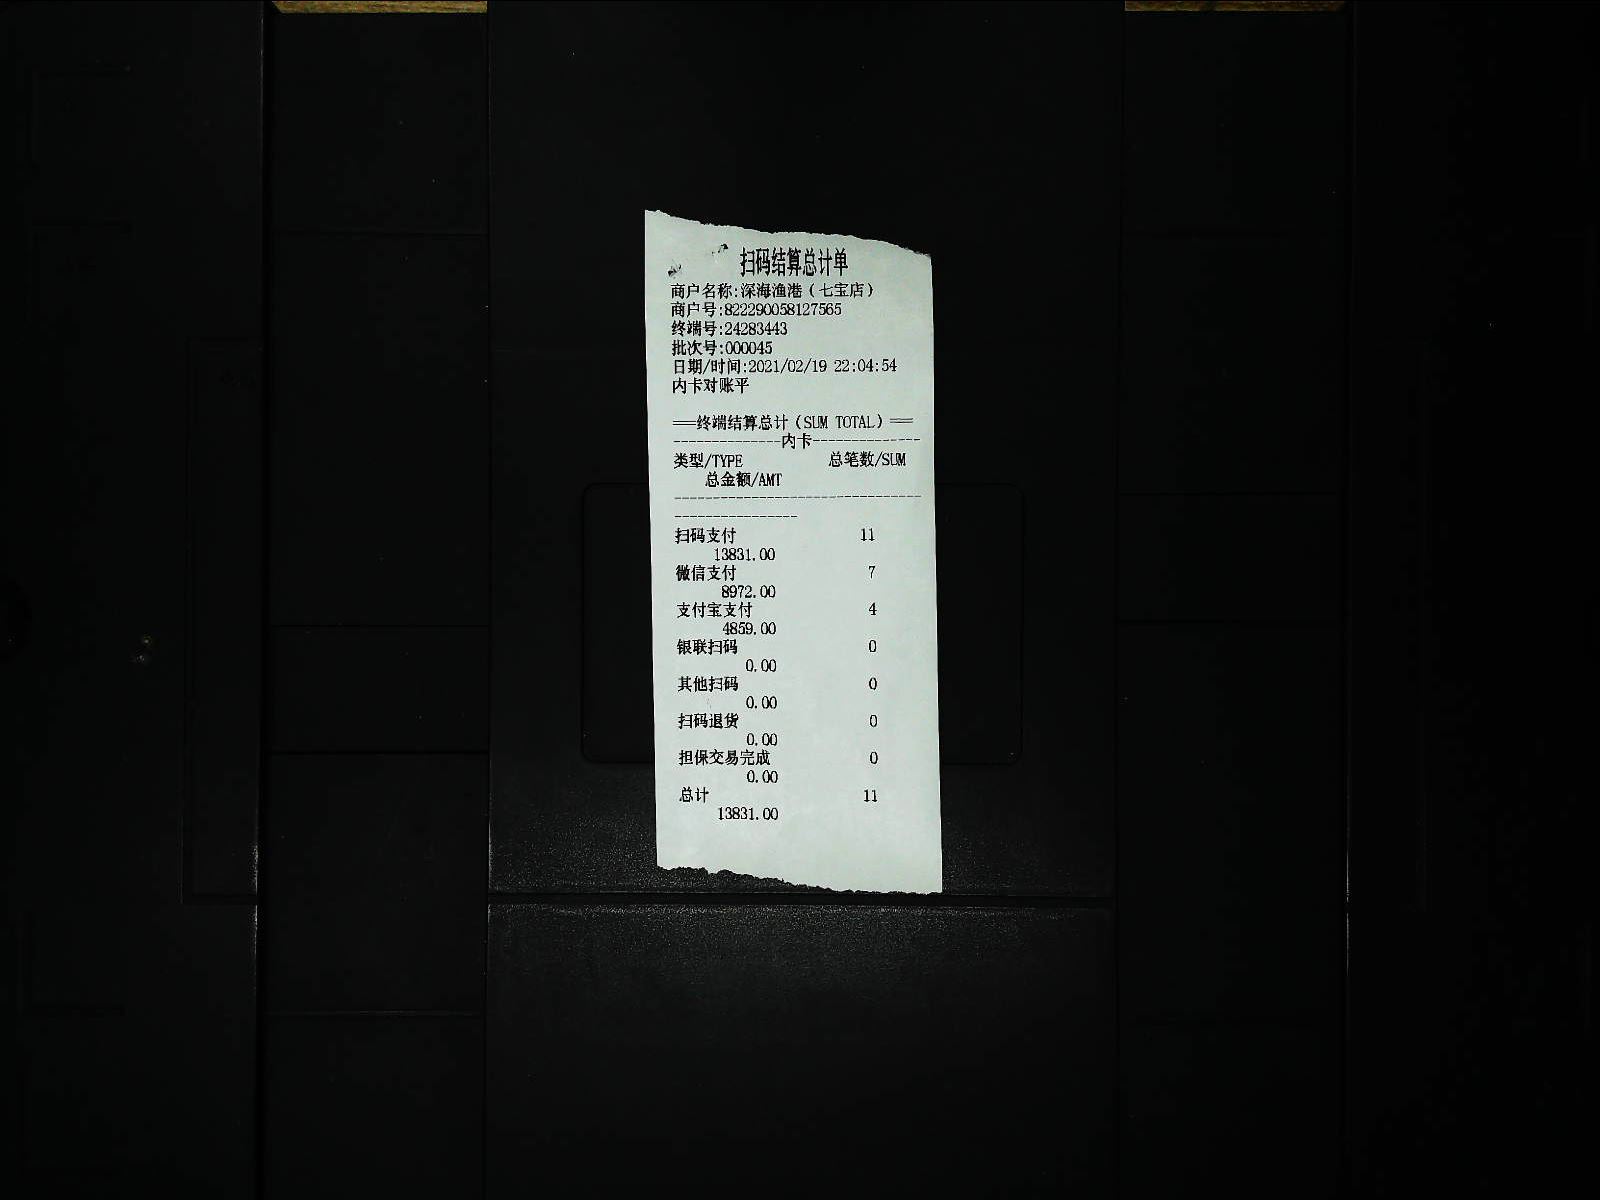 扫码结算总计单
商户名称:深海渔港（七宝店）
商户号:822290058127565
终端号:24283443
批次号:000045
日期/时间:2021/02/19 22:04:54
内卡对账平
==终端结算总计（SUM TOTAL）==
--------------内卡--------------
类型/TYPE 总笔数/SUM
总金额/AMT
--------------------------------
----------------
扫码支付 11
13831.00
微信支付 7
8972.00
支付宝支付 4
4859.00
银联扫码 0
0.00
其他扫码 0
0.00
扫码退货 0
0.00
担保交易完成 0
0.00
总计 11
13831.00